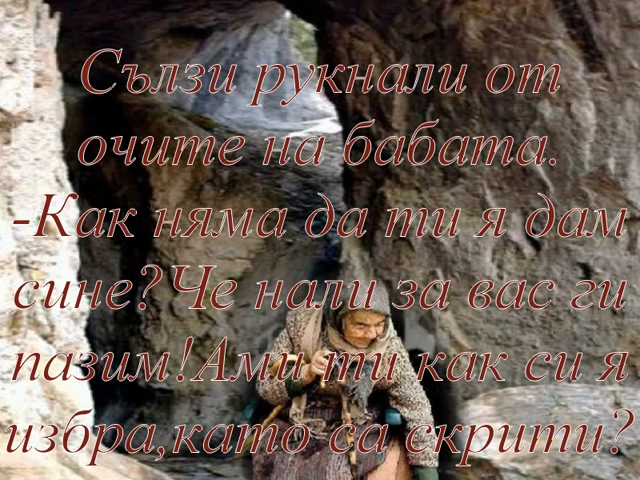 Сълзи рукнали от
очите на бабата.
-Как няма да ти я дам
сине?Че нали за вас ги
пазим!Ами ти как си я
избра,като са скрити?